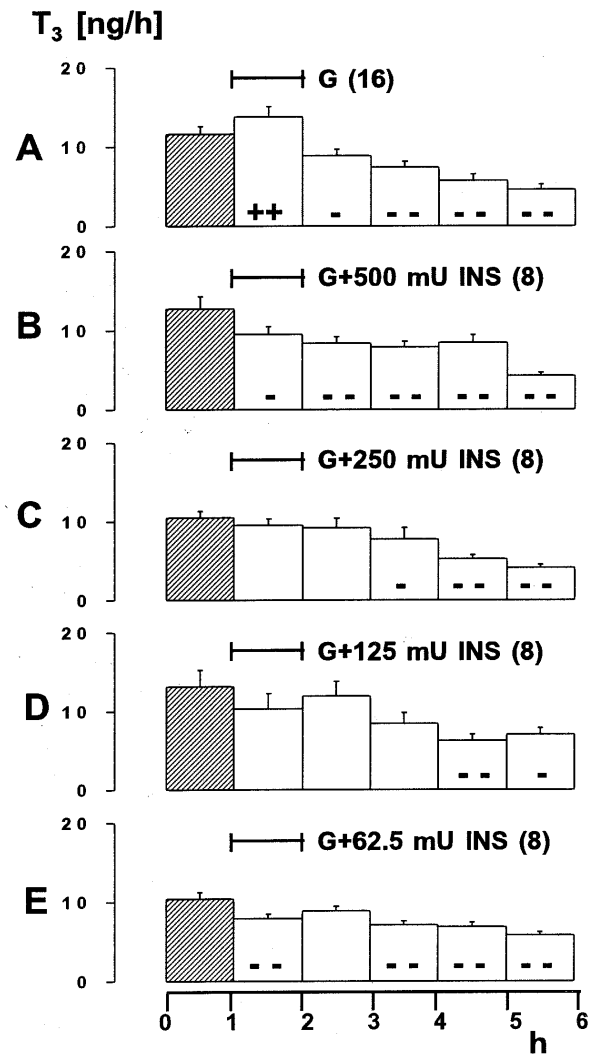 T3 [ng/h]
20
G (16)
A
10
++
-
- -
- -
- -
0
20
G+500 mU INS (8)
B
10
-
- -
- -
- -
- -
0
20
G+250 mU INS (8)
C
10
-
- -
- -
0
20
G+125 mU INS (8)
D
10
- -
-
0
20
G+62.5 mU INS (8)
E
10
- -
- -
- -
- -
0
0 1 2 3 4 5 6
h